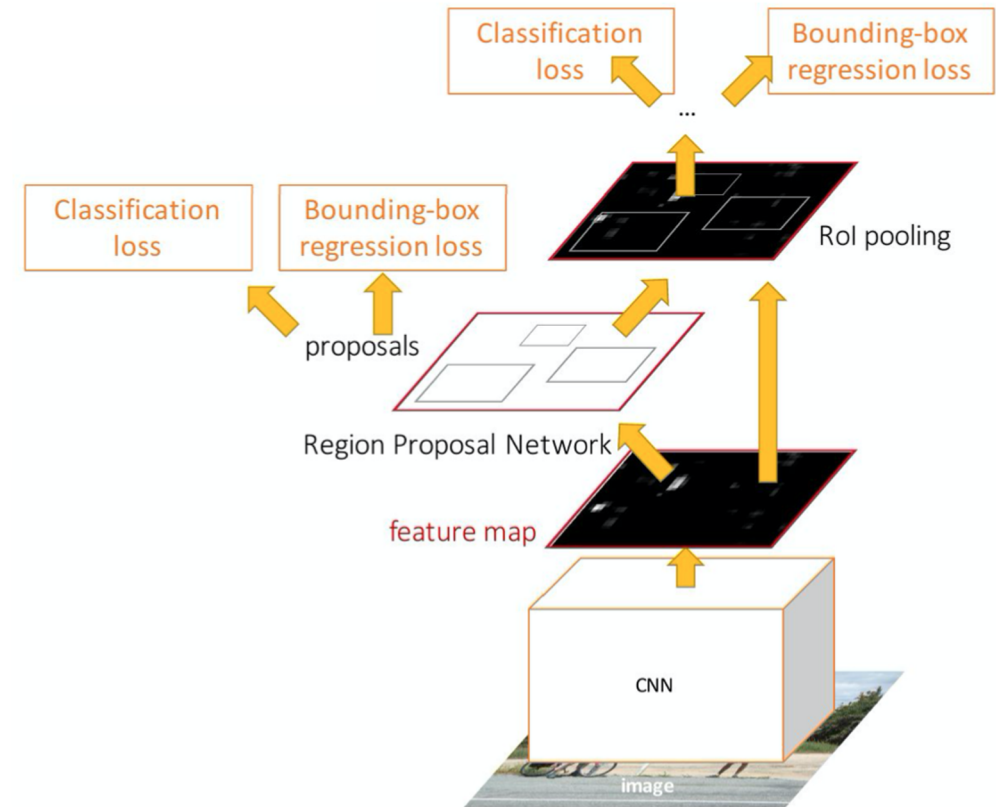 Classification
loss
Bounding-box
regression loss
...
Classification
loss
Bounding-box
regression loss
RoI pooling
proposals
Region Proposal Network
feature map
CNN
image